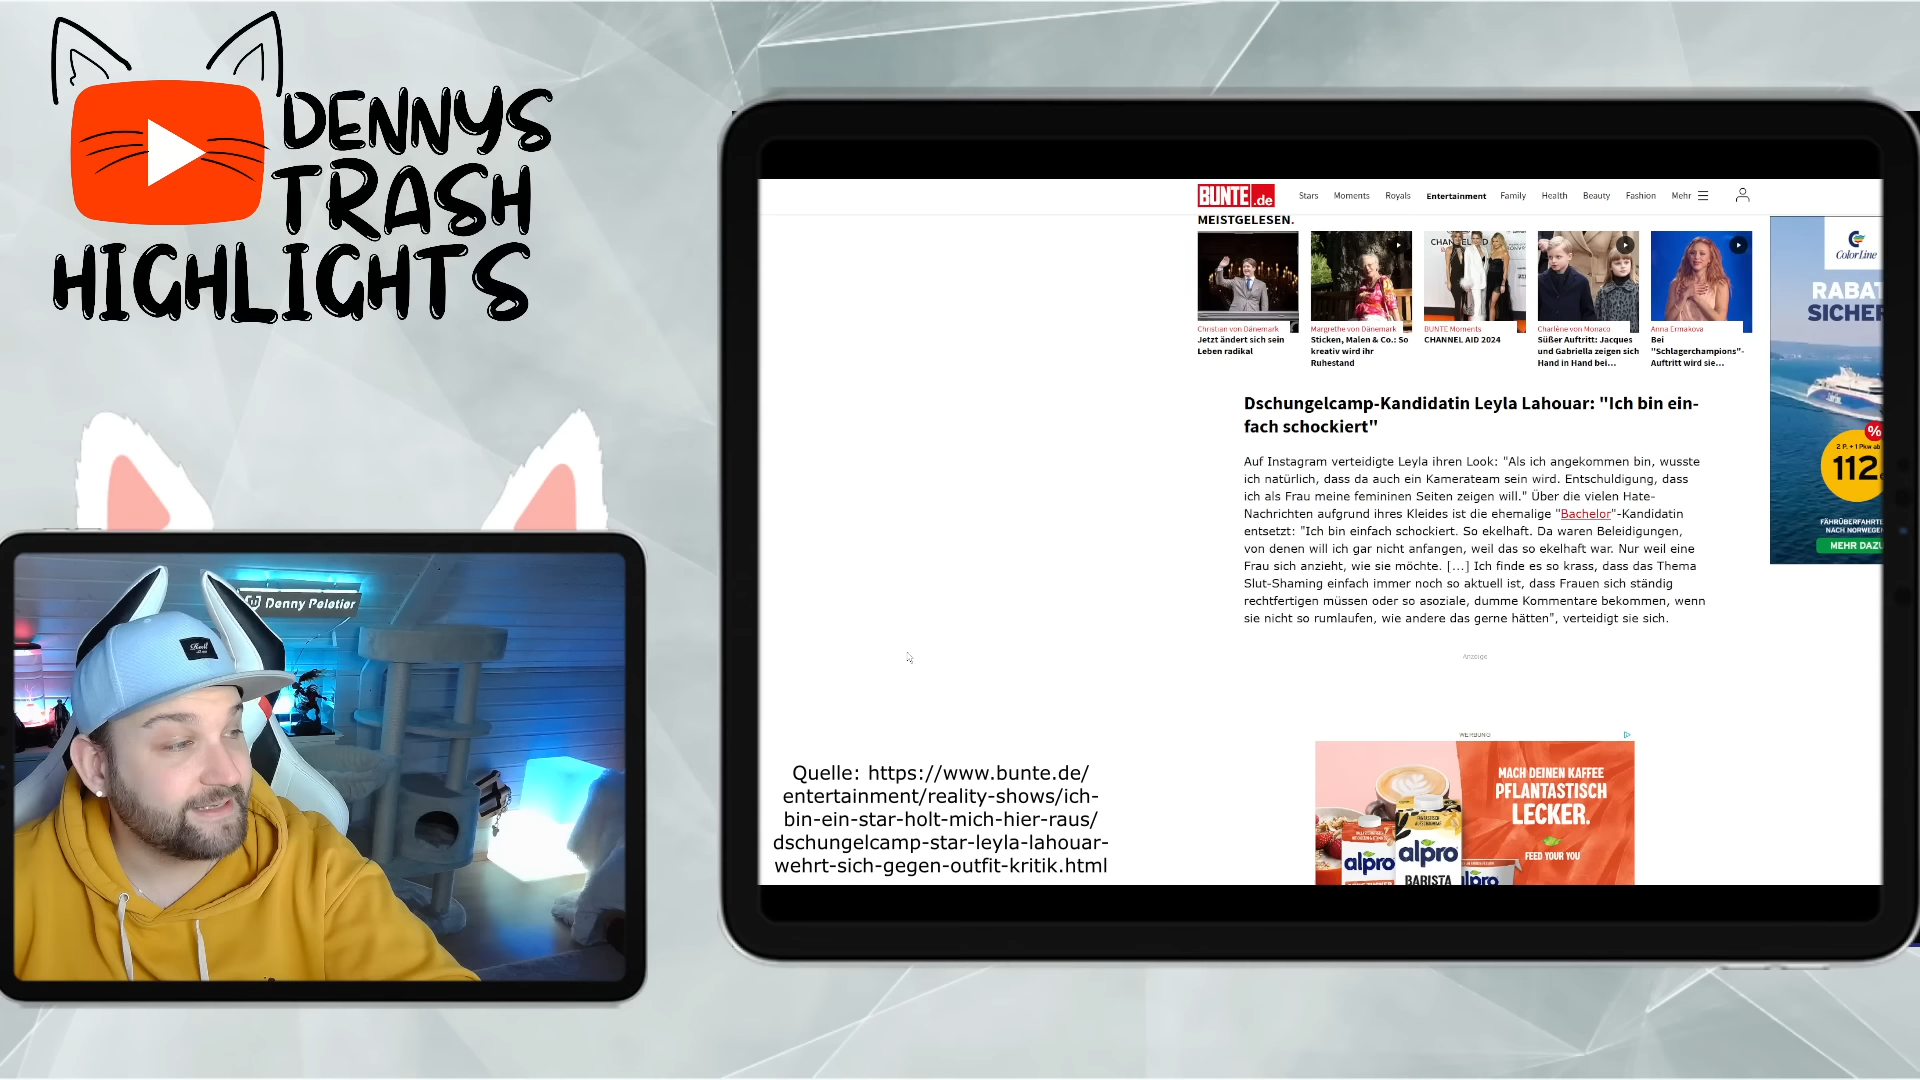 DENNYS
TRASH
HIGHLIGHTS
Denny Peletier
BUNTE.de
Stars
Moments
Royals
Entertainment
Family
Health
Beauty
Fashion
Mehr
MEISTGELESEN.
Christian von Dänemark
Jetzt ändert sich sein
Leben radikal
Margrethe von Dänemark
Sticken, Malen & Co.: So
kreativ wird ihr
Ruhestand
BUNTE Moments
CHANNEL AID 2024
Charlène von Monaco
Süßer Auftritt: Jacques
und Gabriella zeigen sich
Hand in Hand bei...
Anna Ermakova
Bei
"Schlagerchampions"-
Auftritt wird sie...
Color Line
RABAT
SICHER
%
2 P. + 1 Pkw ab
112
FÄHRÜBERFAHRTE
NACH NORWEGEN
MEHR DAZU
Dschungelcamp-Kandidatin Leyla Lahouar: "Ich bin ein-
fach schockiert"
Auf Instagram verteidigte Leyla ihren Look: "Als ich angekommen bin, wusste
ich natürlich, dass da auch ein Kamerateam sein wird. Entschuldigung, dass
ich als Frau meine femininen Seiten zeigen will." Über die vielen Hate-
Nachrichten aufgrund ihres Kleides ist die ehemalige "Bachelor"-Kandidatin
entsetzt: "Ich bin einfach schockiert. So ekelhaft. Da waren Beleidigungen,
von denen will ich gar nicht anfangen, weil das so ekelhaft war. Nur weil eine
Frau sich anzieht, wie sie möchte. [...] Ich finde es so krass, dass das Thema
Slut-Shaming einfach immer noch so aktuell ist, dass Frauen sich ständig
rechtfertigen müssen oder so asoziale, dumme Kommentare bekommen, wenn
sie nicht so rumlaufen, wie andere das gerne hätten", verteidigt sie sich.
Anzeige
WERBUNG
MACH DEINEN KAFFEE
PFLANTASTISCH
LECKER.
FEED YOUR YOU
alpro
alpro
BARISTA
alpro
Quelle: https://www.bunte.de/
entertainment/reality-shows/ich-
bin-ein-star-holt-mich-hier-raus/
dschungelcamp-star-leyla-lahouar-
wehrt-sich-gegen-outfit-kritik.html